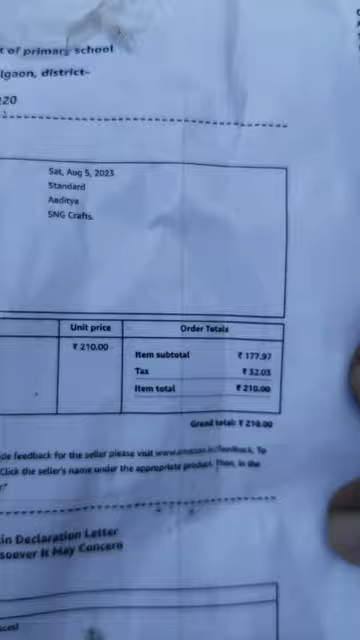 t of primary school
lgaon, district-
220
Sat, Aug 5, 2023
Standard
Aaditya
SNG Crafts.
Unit price
Order Totals
₹ 210.00
Item subtotal ₹ 177.97
Tax ₹ 32.03
Item total ₹ 210.00
Grand total: ₹ 210.00
de feedback for the seller please visit www.amazon.in/feedback. To
Click the seller's name under the appropriate product. Then, in the
r"
in Declaration Letter
soever It May Concern